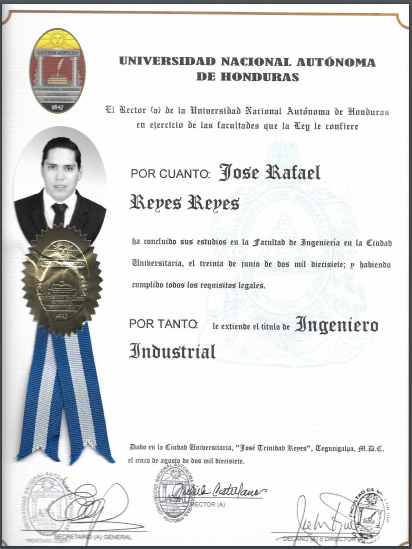 LUCEM ASPICIO
1847
UNIVERSIDAD NACIONAL AUTÓNOMA
DE HONDURAS
El Rector (a) de la Universidad Nacional Autónoma de Honduras
en ejercicio de las facultades que la Ley le confiere
POR CUANTO: Jose Rafael
Reyes Reyes
ha concluido sus estudios en la Facultad de Ingeniería en la Ciudad
Universitaria, el treinta de junio de dos mil diecisiete; y habiendo
cumplido todos los requisitos legales.
POR TANTO: le extiende el título de Ingeniero
Industrial
Dado en la Ciudad Universitaria, "José Trinidad Reyes", Tegucigalpa, M.D.C.
el cinco de agosto de dos mil diecisiete.
SECRETARIO (A) GENERAL
RECTOR (A)
DECANO (A) DIRECTOR